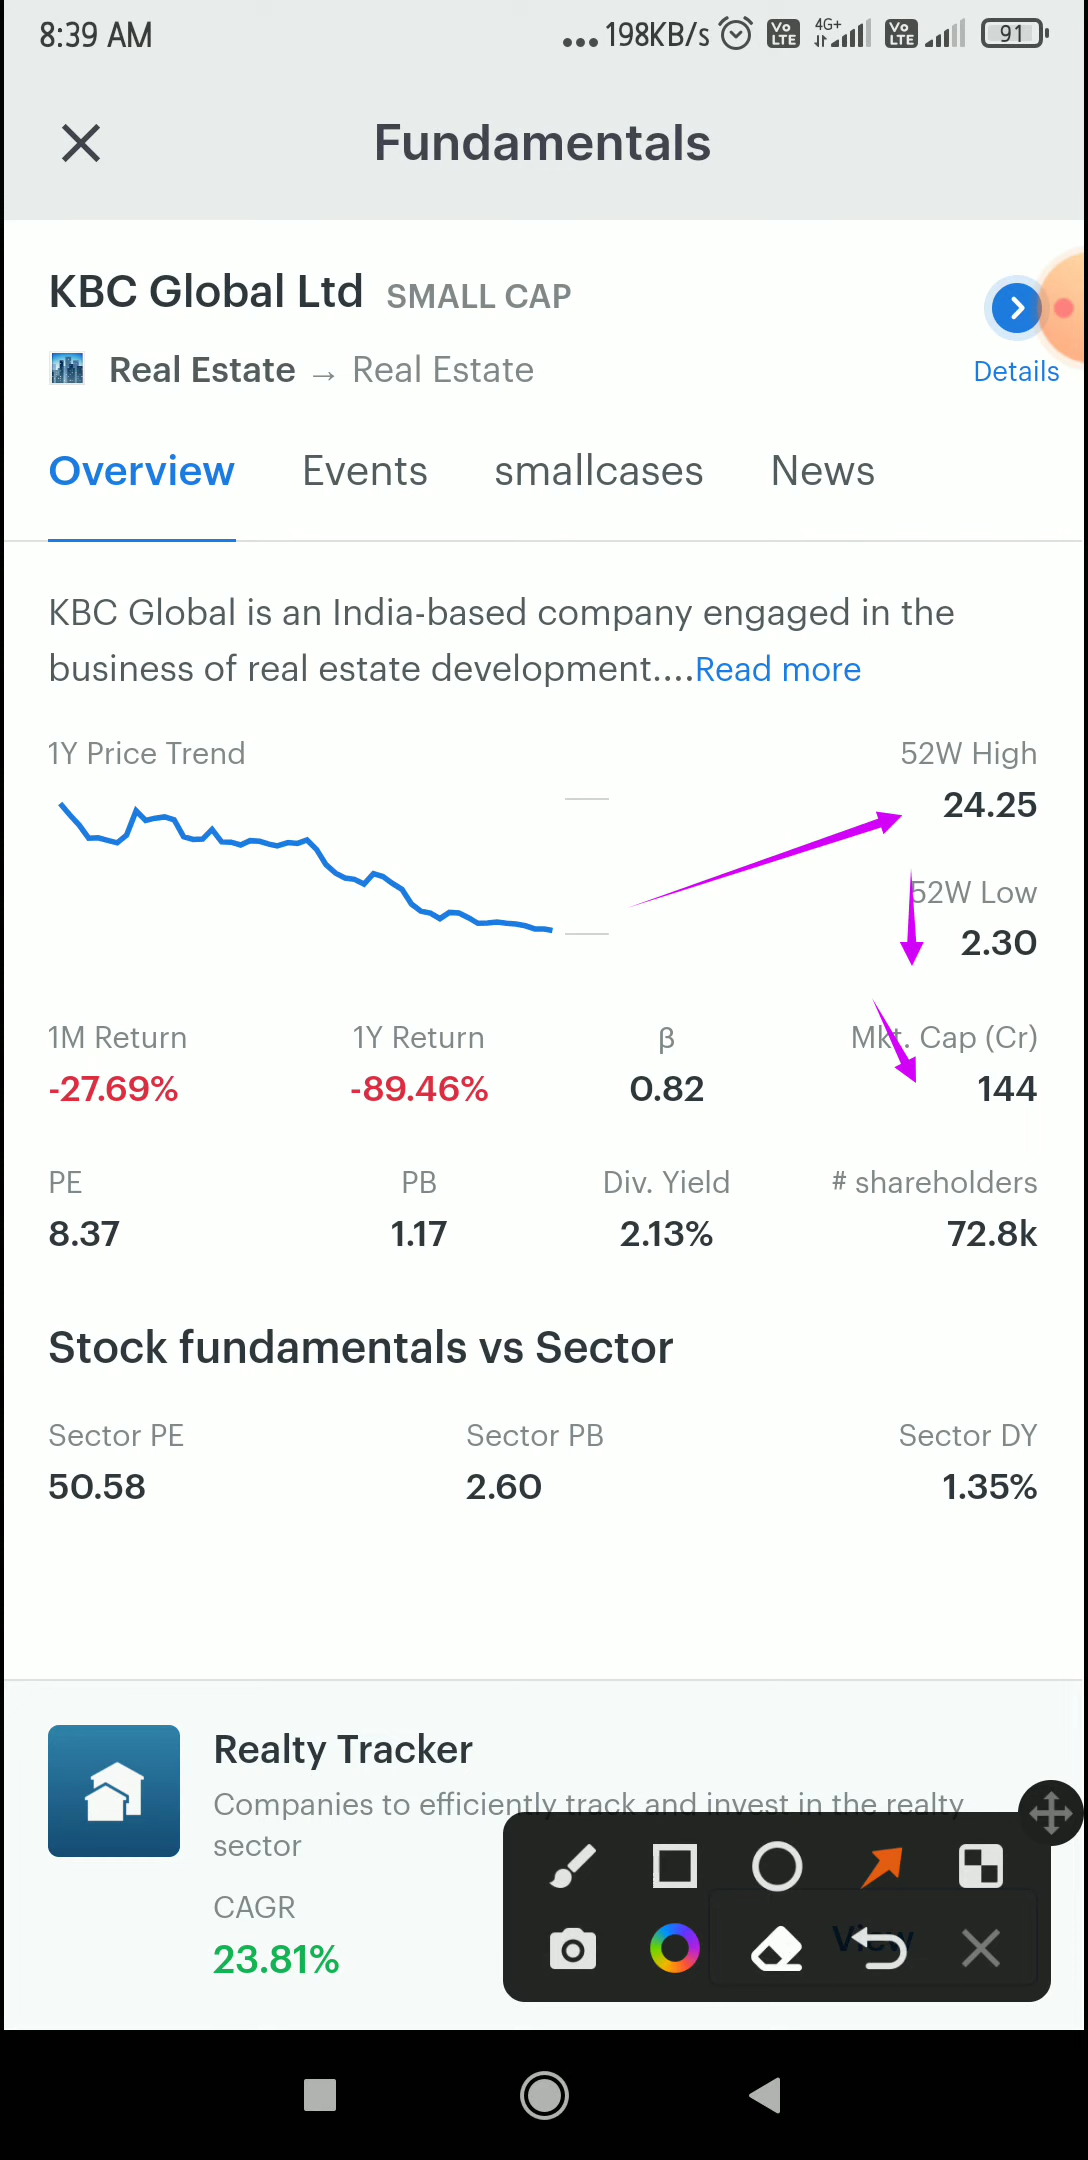 8:39 AM
...198KB/s Vo LTE 4G+ Vo LTE 91
Fundamentals
KBC Global Ltd SMALL CAP
Real Estate → Real Estate
Details
Overview Events smallcases News
KBC Global is an India-based company engaged in the
business of real estate development....Read more
1Y Price Trend 52W High
24.25
52W Low
2.30
1M Return 1Y Return β Mkt. Cap (Cr)
-27.69% -89.46% 0.82 144
PE PB Div. Yield # shareholders
8.37 1.17 2.13% 72.8k
Stock fundamentals vs Sector
Sector PE Sector PB Sector DY
50.58 2.60 1.35%
Realty Tracker
Companies to efficiently track and invest in the realty
sector
CAGR
23.81%
View